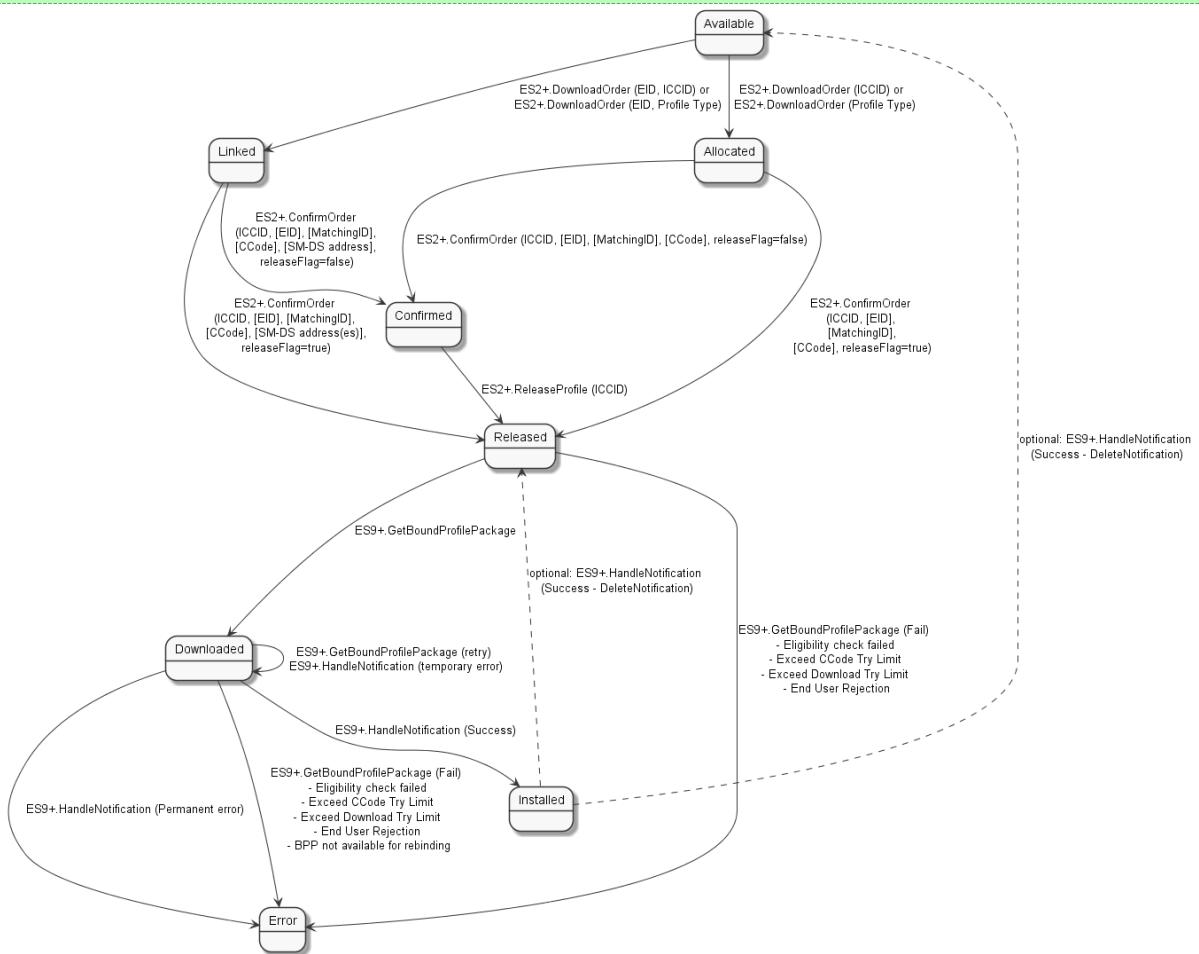 Available
ES2+.DownloadOrder (EID, ICCID) or
ES2+.DownloadOrder (EID, Profile Type)
ES2+.DownloadOrder (ICCID) or
ES2+.DownloadOrder (Profile Type)
Linked
Allocated
ES2+.ConfirmOrder
(ICCID, [EID], [MatchingID],
[CCode], [SM-DS address],
releaseFlag=false)
ES2+.ConfirmOrder (ICCID, [EID], [MatchingID], [CCode], releaseFlag=false)
ES2+.ConfirmOrder
(ICCID, [EID], [MatchingID],
[CCode], [SM-DS address(es)],
releaseFlag=true)
Confirmed
ES2+.ConfirmOrder
(ICCID, [EID],
[MatchingID],
[CCode], releaseFlag=true)
ES2+.ReleaseProfile (ICCID)
Released
optional: ES9+.HandleNotification
(Success - DeleteNotification)
ES9+.GetBoundProfilePackage
optional: ES9+.HandleNotification
(Success - DeleteNotification)
ES9+.GetBoundProfilePackage (Fail)
- Eligibility check failed
- Exceed CCode Try Limit
- Exceed Download Try Limit
- End User Rejection
Downloaded
ES9+.GetBoundProfilePackage (retry)
ES9+.HandleNotification (temporary error)
ES9+.HandleNotification (Success)
ES9+.HandleNotification (Permanent error)
ES9+.GetBoundProfilePackage (Fail)
- Eligibility check failed
- Exceed CCode Try Limit
- Exceed Download Try Limit
- End User Rejection
- BPP not available for rebinding
Installed
Error